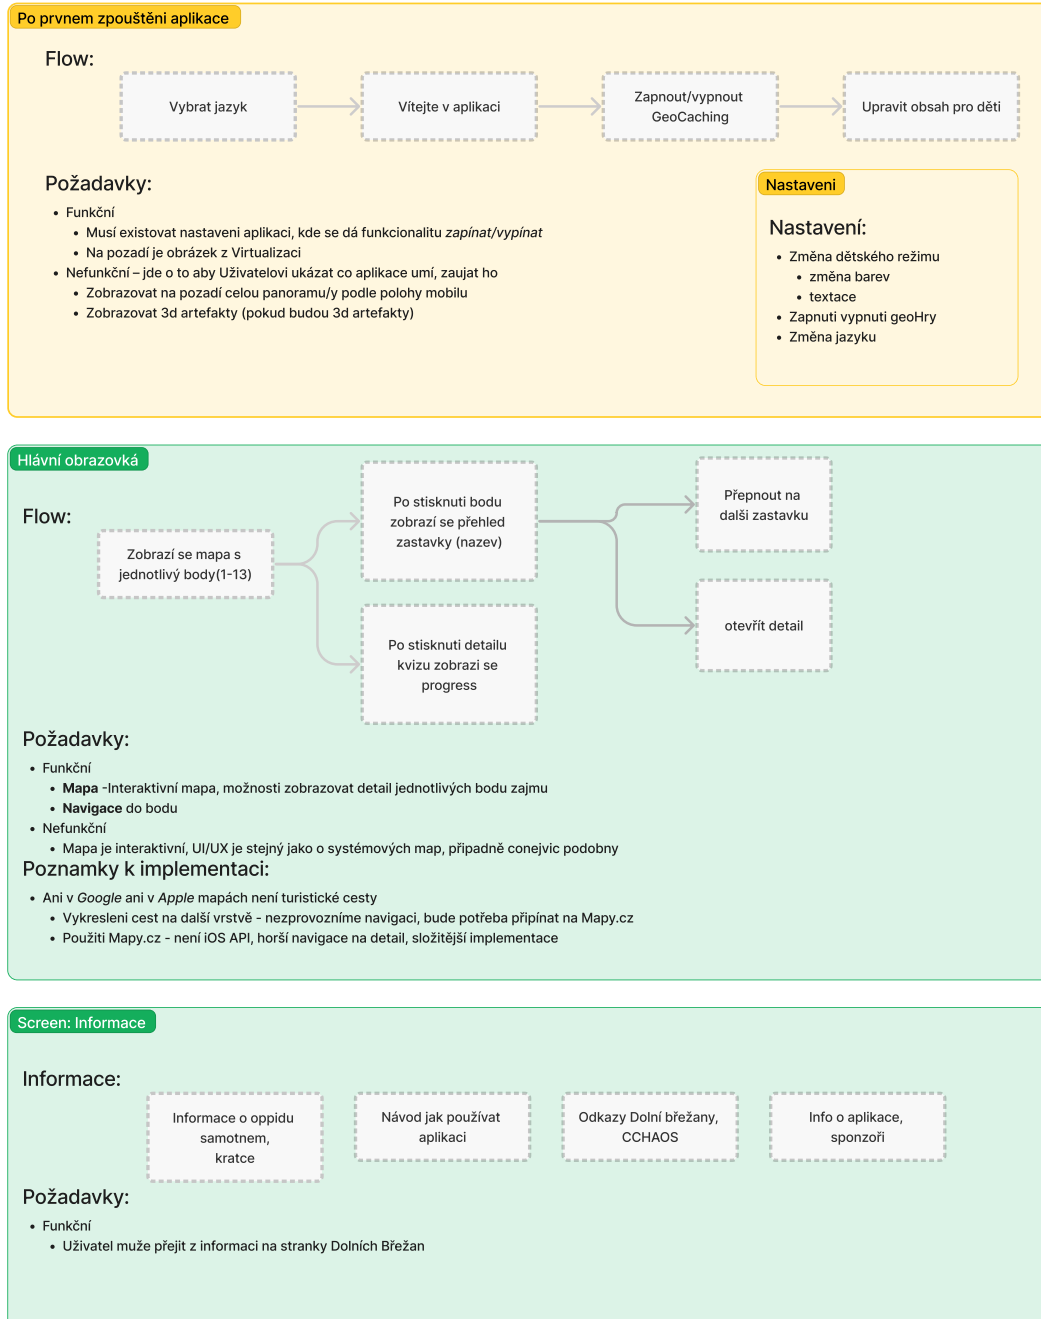 Po prvnem zpouštěni aplikace
Flow:
Vybrat jazyk
Vítejte v aplikaci
Zapnout/vypnout
GeoCaching
Upravit obsah pro děti
Požadavky:
Funkční
Musí existovat nastaveni aplikaci, kde se dá funkcionalitu zapínat/vypínat
Na pozadí je obrázek z Virtualizaci
Nefunkční – jde o to aby Uživatelovi ukázat co aplikace umí, zaujat ho
Zobrazovat na pozadí celou panoramu/y podle polohy mobilu
Zobrazovat 3d artefakty (pokud budou 3d artefakty)
Nastaveni
Nastavení:
Změna dětského režimu
změna barev
textace
Zapnuti vypnuti geoHry
Změna jazyku
Hlávní obrazovká
Flow:
Zobrazí se mapa s
jednotlivý body(1-13)
Po stisknuti bodu
zobrazí se přehled
zastavky (nazev)
Po stisknuti detailu
kvizu zobrazi se
progress
Přepnout na
dalši zastavku
otevřít detail
Požadavky:
Funkční
Mapa -Interaktivní mapa, možnosti zobrazovat detail jednotlivých bodu zajmu
Navigace do bodu
Nefunkční
Mapa je interaktivní, UI/UX je stejný jako o systémových map, připadně conejvic podobny
Poznamky k implementaci:
Ani v Google ani v Apple mapách není turistické cesty
Vykresleni cest na další vrstvě - nezprovozníme navigaci, bude potřeba připínat na Mapy.cz
Použiti Mapy.cz - není iOS API, horší navigace na detail, složitější implementace
Screen: Informace
Informace:
Informace o oppidu
samotnem,
kratce
Návod jak používat
aplikaci
Odkazy Dolní břežany,
CCHAOS
Info o aplikace,
sponzoři
Požadavky:
Funkční
Uživatel muže přejit z informaci na stranky Dolních Břežan